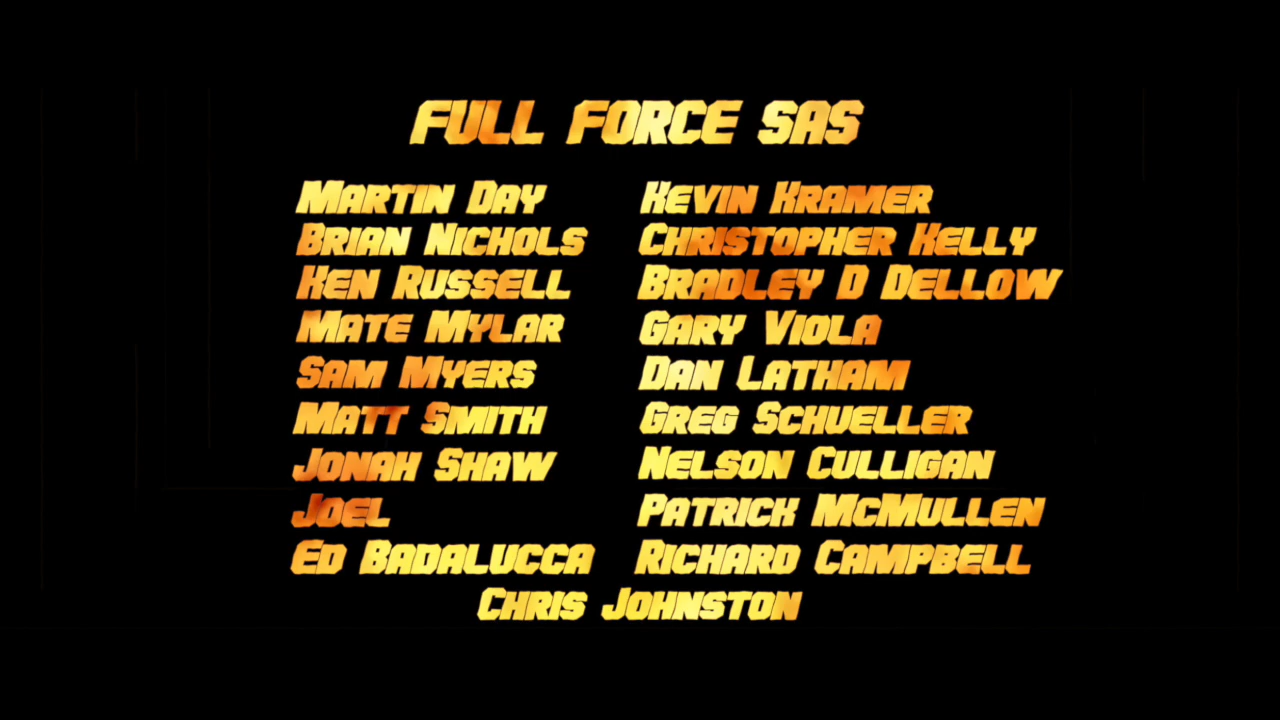 FULL FORCE SAS
MARTIN DAY KEVIN KRAMER
BRIAN NICHOLS CHRISTOPHER KELLY
KEN RUSSELL BRADLEY D DELLOW
MATE MYLAR GARY VIOLA
SAM MYERS DAN LATHAM
MATT SMITH GREG SCHUELLER
JONAH SHAW NELSON CULLIGAN
JOEL PATRICK MCMULLEN
ED BADALUCCA RICHARD CAMPBELL
CHRIS JOHNSTON